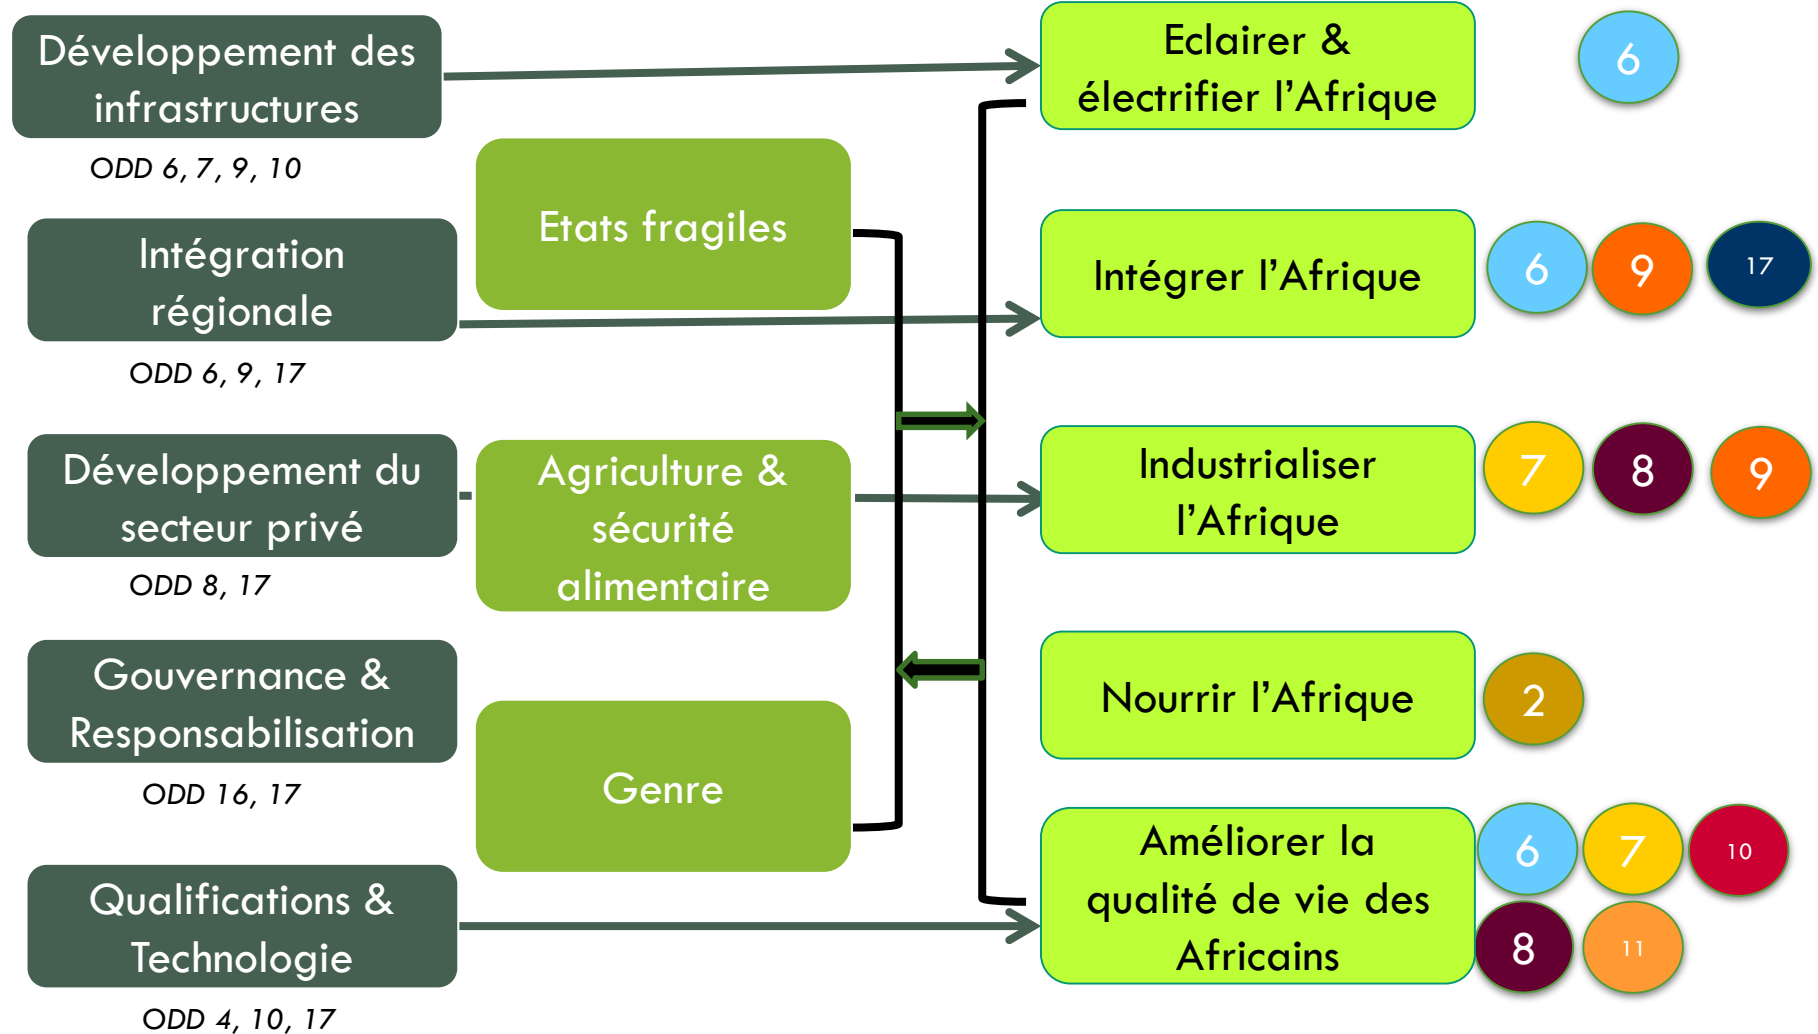 Développement des
infrastructures
ODD 6, 7, 9, 10
Intégration
régionale
ODD 6, 9, 17
Développement du
secteur privé
ODD 8, 17
Gouvernance &
Responsabilisation
ODD 16, 17
Qualifications &
Technologie
ODD 4, 10, 17
Etats fragiles
Agriculture &
sécurité
alimentaire
Genre
Eclairer &
électrifier l’Afrique
6
Intégrer l’Afrique
6 9 17
Industrialiser
l’Afrique
7 8 9
Nourrir l’Afrique
2
Améliorer la
qualité de vie des
Africains
6 7 10
8 11